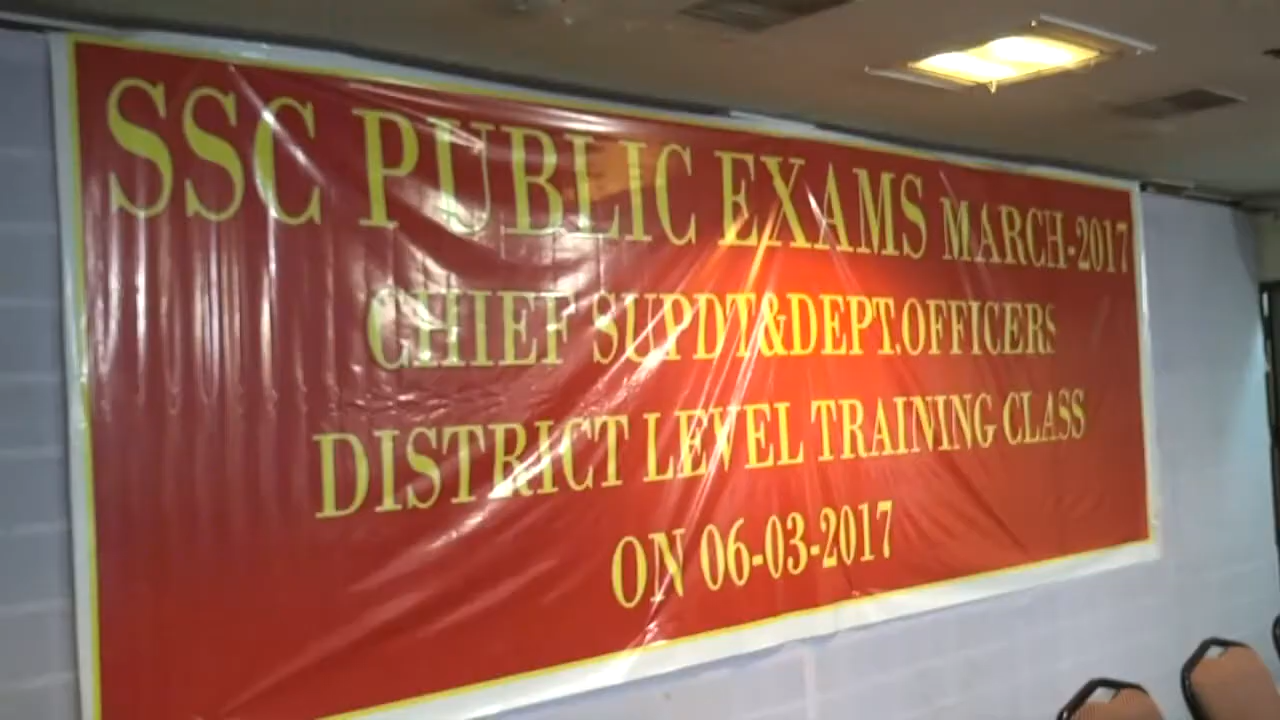 SSC PUBLIC EXAMS MARCH-2017
CHIEF SUPDT&DEPT.OFFICERS
DISTRICT LEVEL TRAINING CLASS
ON 06-03-2017